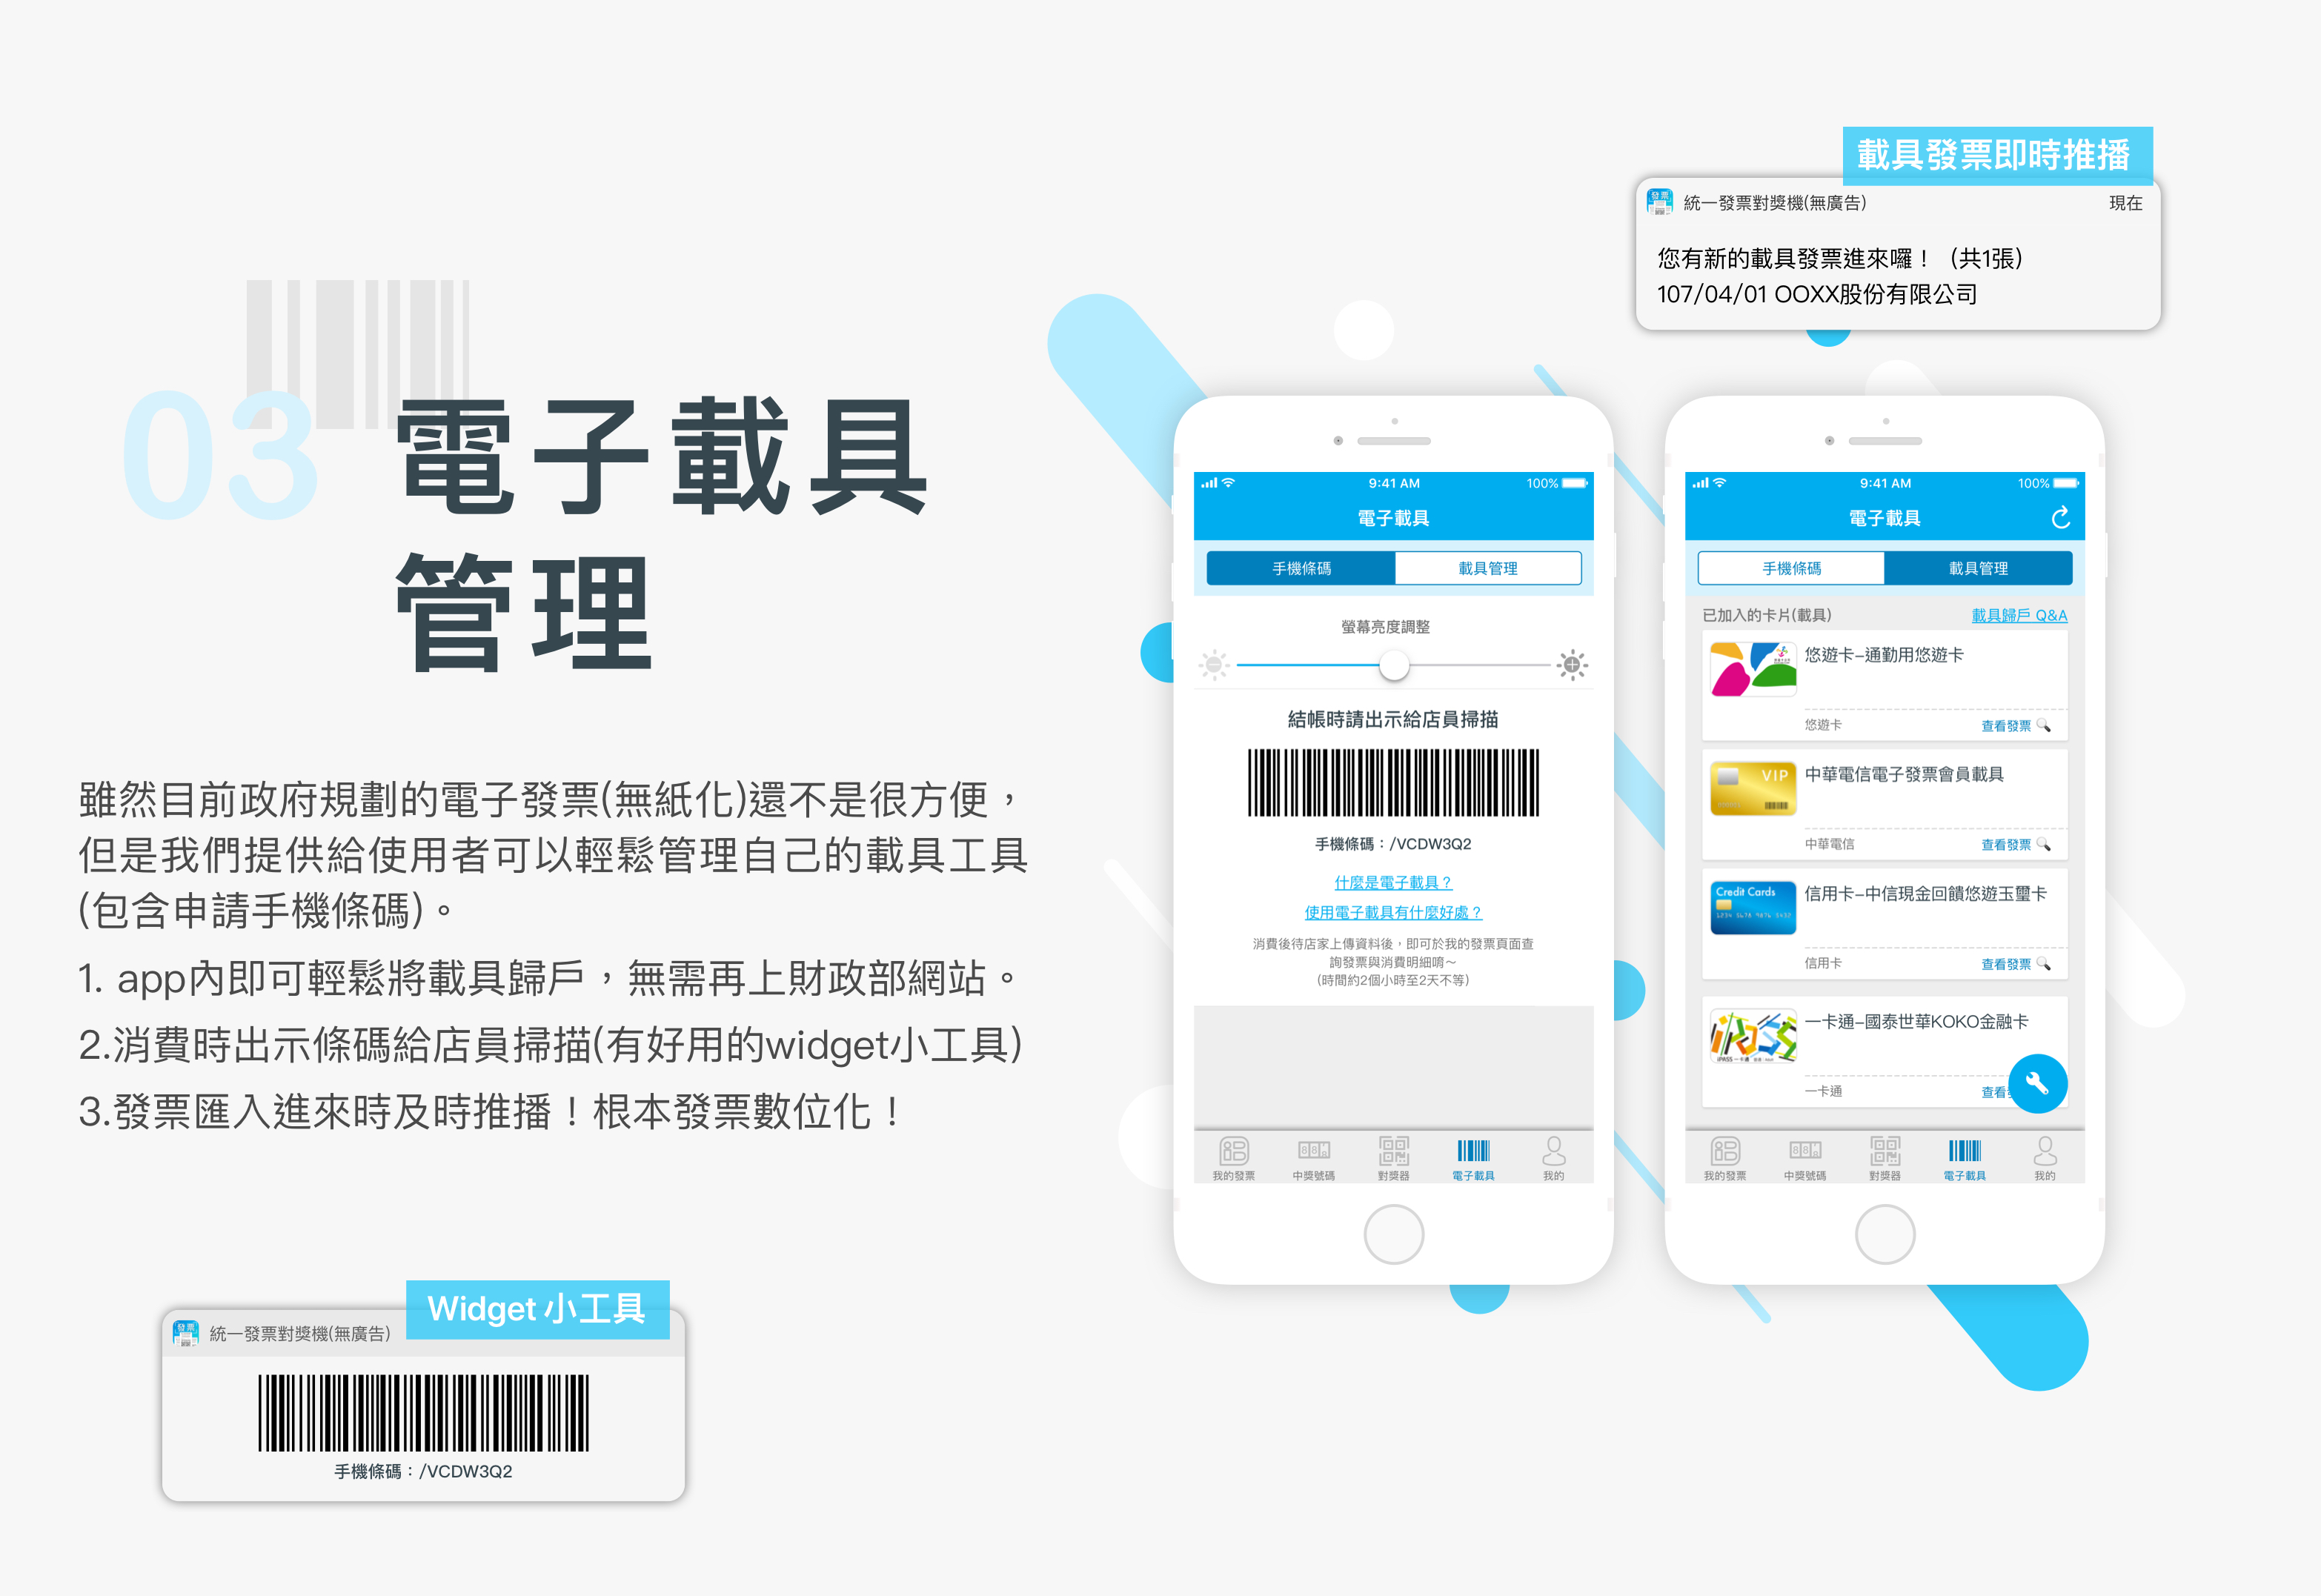 03
電子載具
管理
雖然目前政府規劃的電子發票(無紙化)還不是很方便，
但是我們提供給使用者可以輕鬆管理自己的載具工具
(包含申請手機條碼)。
1. app內即可輕鬆將載具歸戶，無需再上財政部網站。
2.消費時出示條碼給店員掃描(有好用的widget小工具)
3.發票匯入進來時及時推播！根本發票數位化！
Widget 小工具
發票
統一發票對獎機(無廣告)
手機條碼：/VCDW3Q2
載具發票即時推播
發票
統一發票對獎機(無廣告)
現在
您有新的載具發票進來囉！（共1張）
107/04/01 OOXX股份有限公司
9:41 AM
100%
電子載具
手機條碼
載具管理
螢幕亮度調整
結帳時請出示給店員掃描
手機條碼：/VCDW3Q2
什麼是電子載具？
使用電子載具有什麼好處？
消費後待店家上傳資料後，即可於我的發票頁面查
詢發票與消費明細唷～
(時間約2個小時至2天不等)
我的發票
中獎號碼
對獎器
電子載具
我的
9:41 AM
100%
電子載具
手機條碼
載具管理
已加入的卡片(載具)
載具歸戶 Q&A
悠遊卡–通勤用悠遊卡
悠遊卡
查看發票
VIP
中華電信電子發票會員載具
中華電信
查看發票
Credit Cards
1234 5678 9876 5432
信用卡–中信現金回饋悠遊玉璽卡
信用卡
查看發票
iPASS 一卡通
一卡通–國泰世華KOKO金融卡
一卡通
查看
我的發票
中獎號碼
對獎器
電子載具
我的